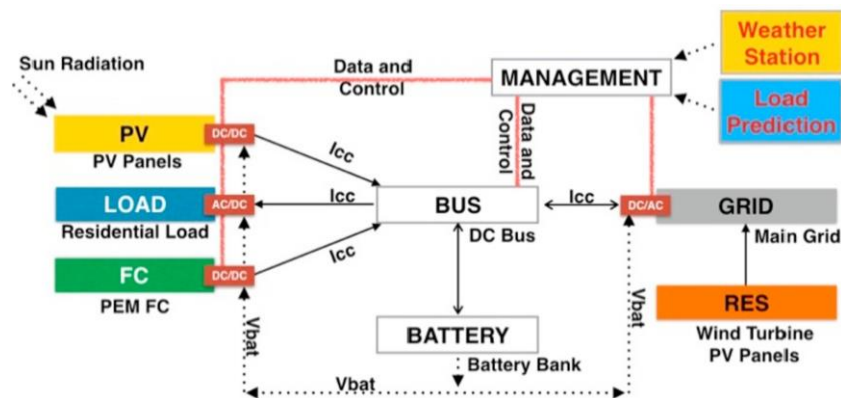 Weather
Station
Sun Radiation
Data and
Control
MANAGEMENT
Load
Prediction
PV
DC/DC
PV Panels
Icc
Data and
Control
LOAD
AC/DC
Icc
BUS
Icc
DC/AC
GRID
Residential Load
DC Bus
Main Grid
Icc
FC
DC/DC
PEM FC
RES
Vbat
BATTERY
Vbat
Wind Turbine
PV Panels
Battery Bank
Vbat